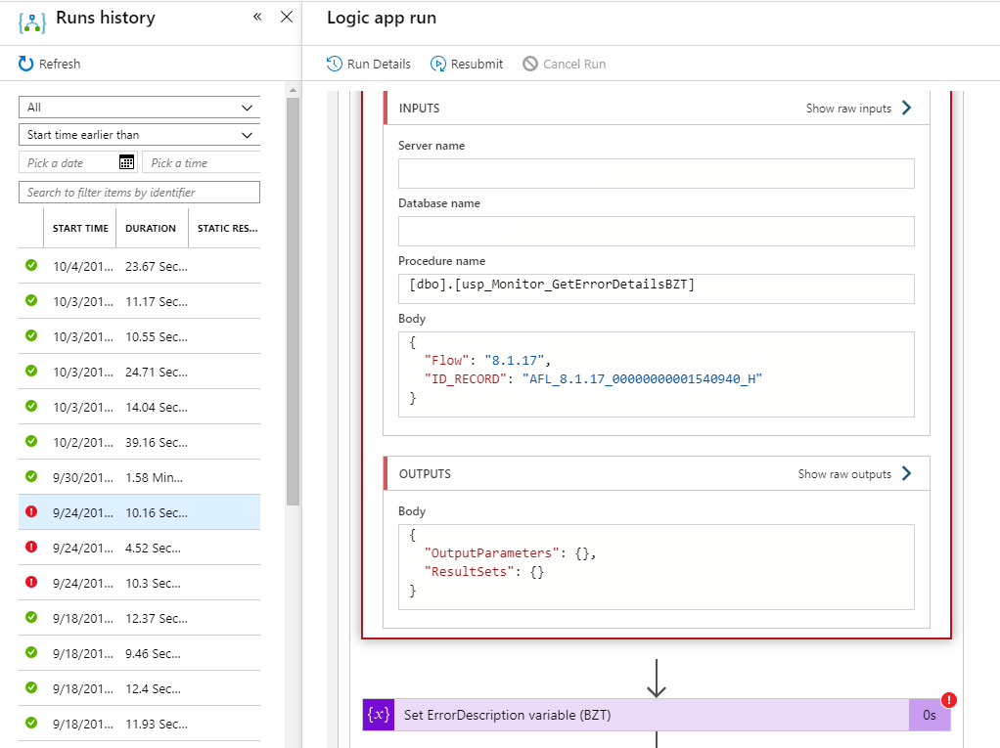 Runs history
«
Refresh
All
Start time earlier than
Pick a date
Pick a time
Search to filter items by identifier
START TIME DURATION STATIC RES...
10/4/201... 23.67 Sec...
10/3/201... 11.17 Sec...
10/3/201... 10.55 Sec...
10/3/201... 24.71 Sec...
10/3/201... 14.04 Sec...
10/2/201... 39.16 Sec...
9/30/201... 1.58 Min...
9/24/201... 10.16 Sec...
9/24/201... 4.52 Sec...
9/24/201... 10.3 Sec...
9/18/201... 12.37 Sec...
9/18/201... 9.46 Sec...
9/18/201... 12.4 Sec...
9/18/201... 11.93 Sec...
Logic app run
Run Details Resubmit Cancel Run
INPUTS Show raw inputs
Server name
Database name
Procedure name
[dbo].[usp_Monitor_GetErrorDetailsBZT]
Body
{
"Flow": "8.1.17",
"ID_RECORD": "AFL_8.1.17_00000000001540940_H"
}
OUTPUTS Show raw outputs
Body
{
"OutputParameters": {},
"ResultSets": {}
}
{x} Set ErrorDescription variable (BZT) 0s